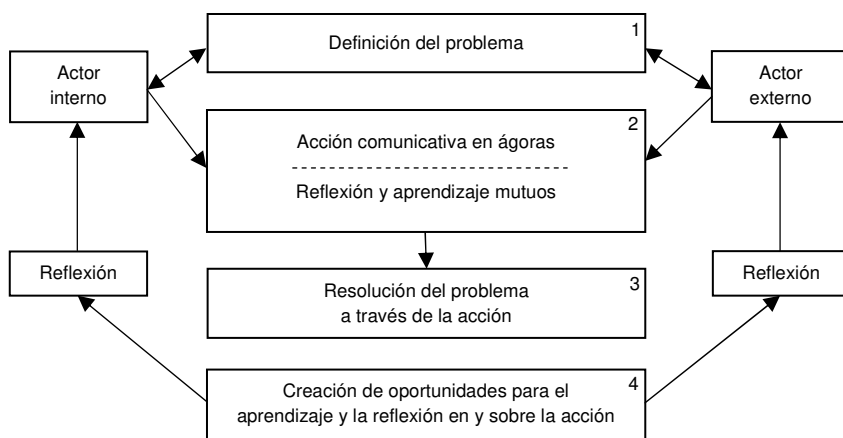 Definición del problema
1
Actor
interno
Actor
externo
2
Acción comunicativa en ágoras
Reflexión y aprendizaje mutuos
Reflexión
Reflexión
3
Resolución del problema
a través de la acción
4
Creación de oportunidades para el
aprendizaje y la reflexión en y sobre la acción